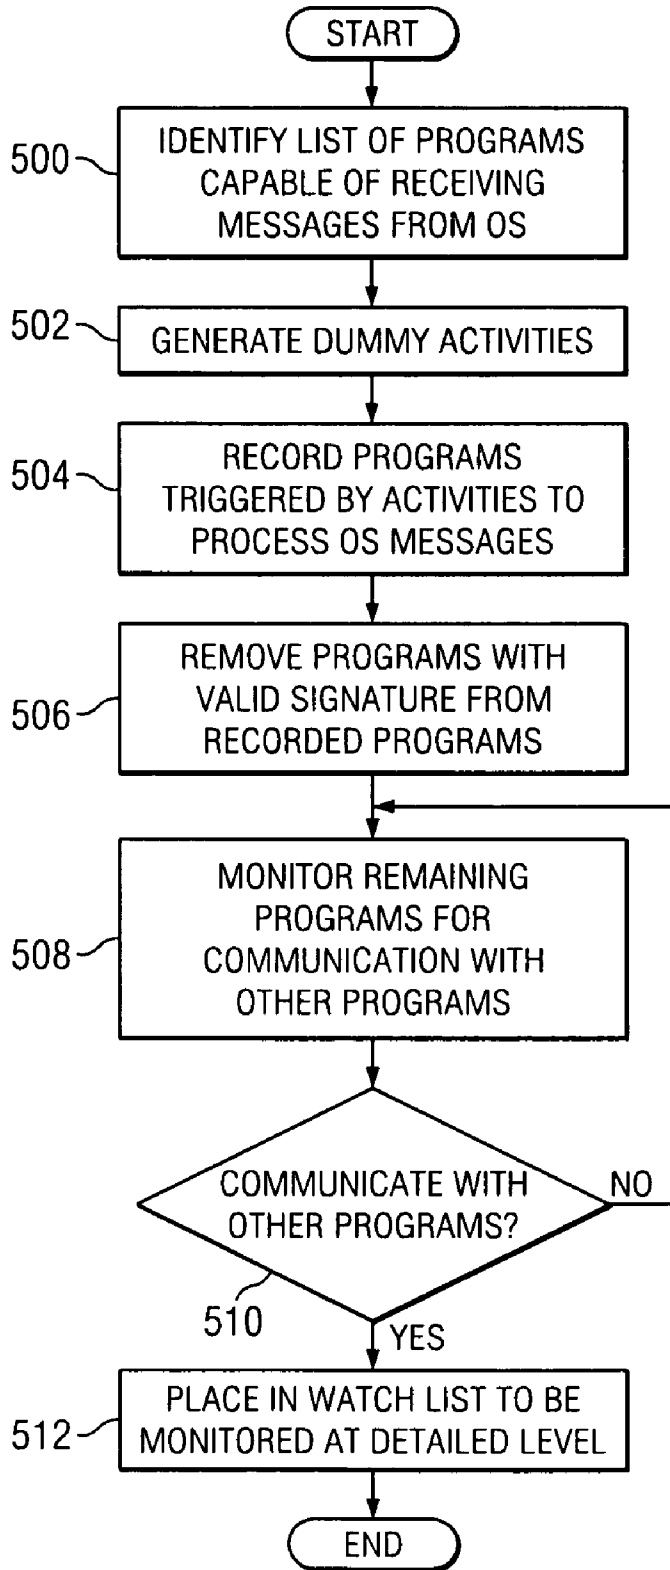 START
500
IDENTIFY LIST OF PROGRAMS
CAPABLE OF RECEIVING
MESSAGES FROM OS
502
GENERATE DUMMY ACTIVITIES
504
RECORD PROGRAMS
TRIGGERED BY ACTIVITIES TO
PROCESS OS MESSAGES
506
REMOVE PROGRAMS WITH
VALID SIGNATURE FROM
RECORDED PROGRAMS
508
MONITOR REMAINING
PROGRAMS FOR
COMMUNICATION WITH
OTHER PROGRAMS
COMMUNICATE WITH
OTHER PROGRAMS?
NO
510
YES
512
PLACE IN WATCH LIST TO BE
MONITORED AT DETAILED LEVEL
END